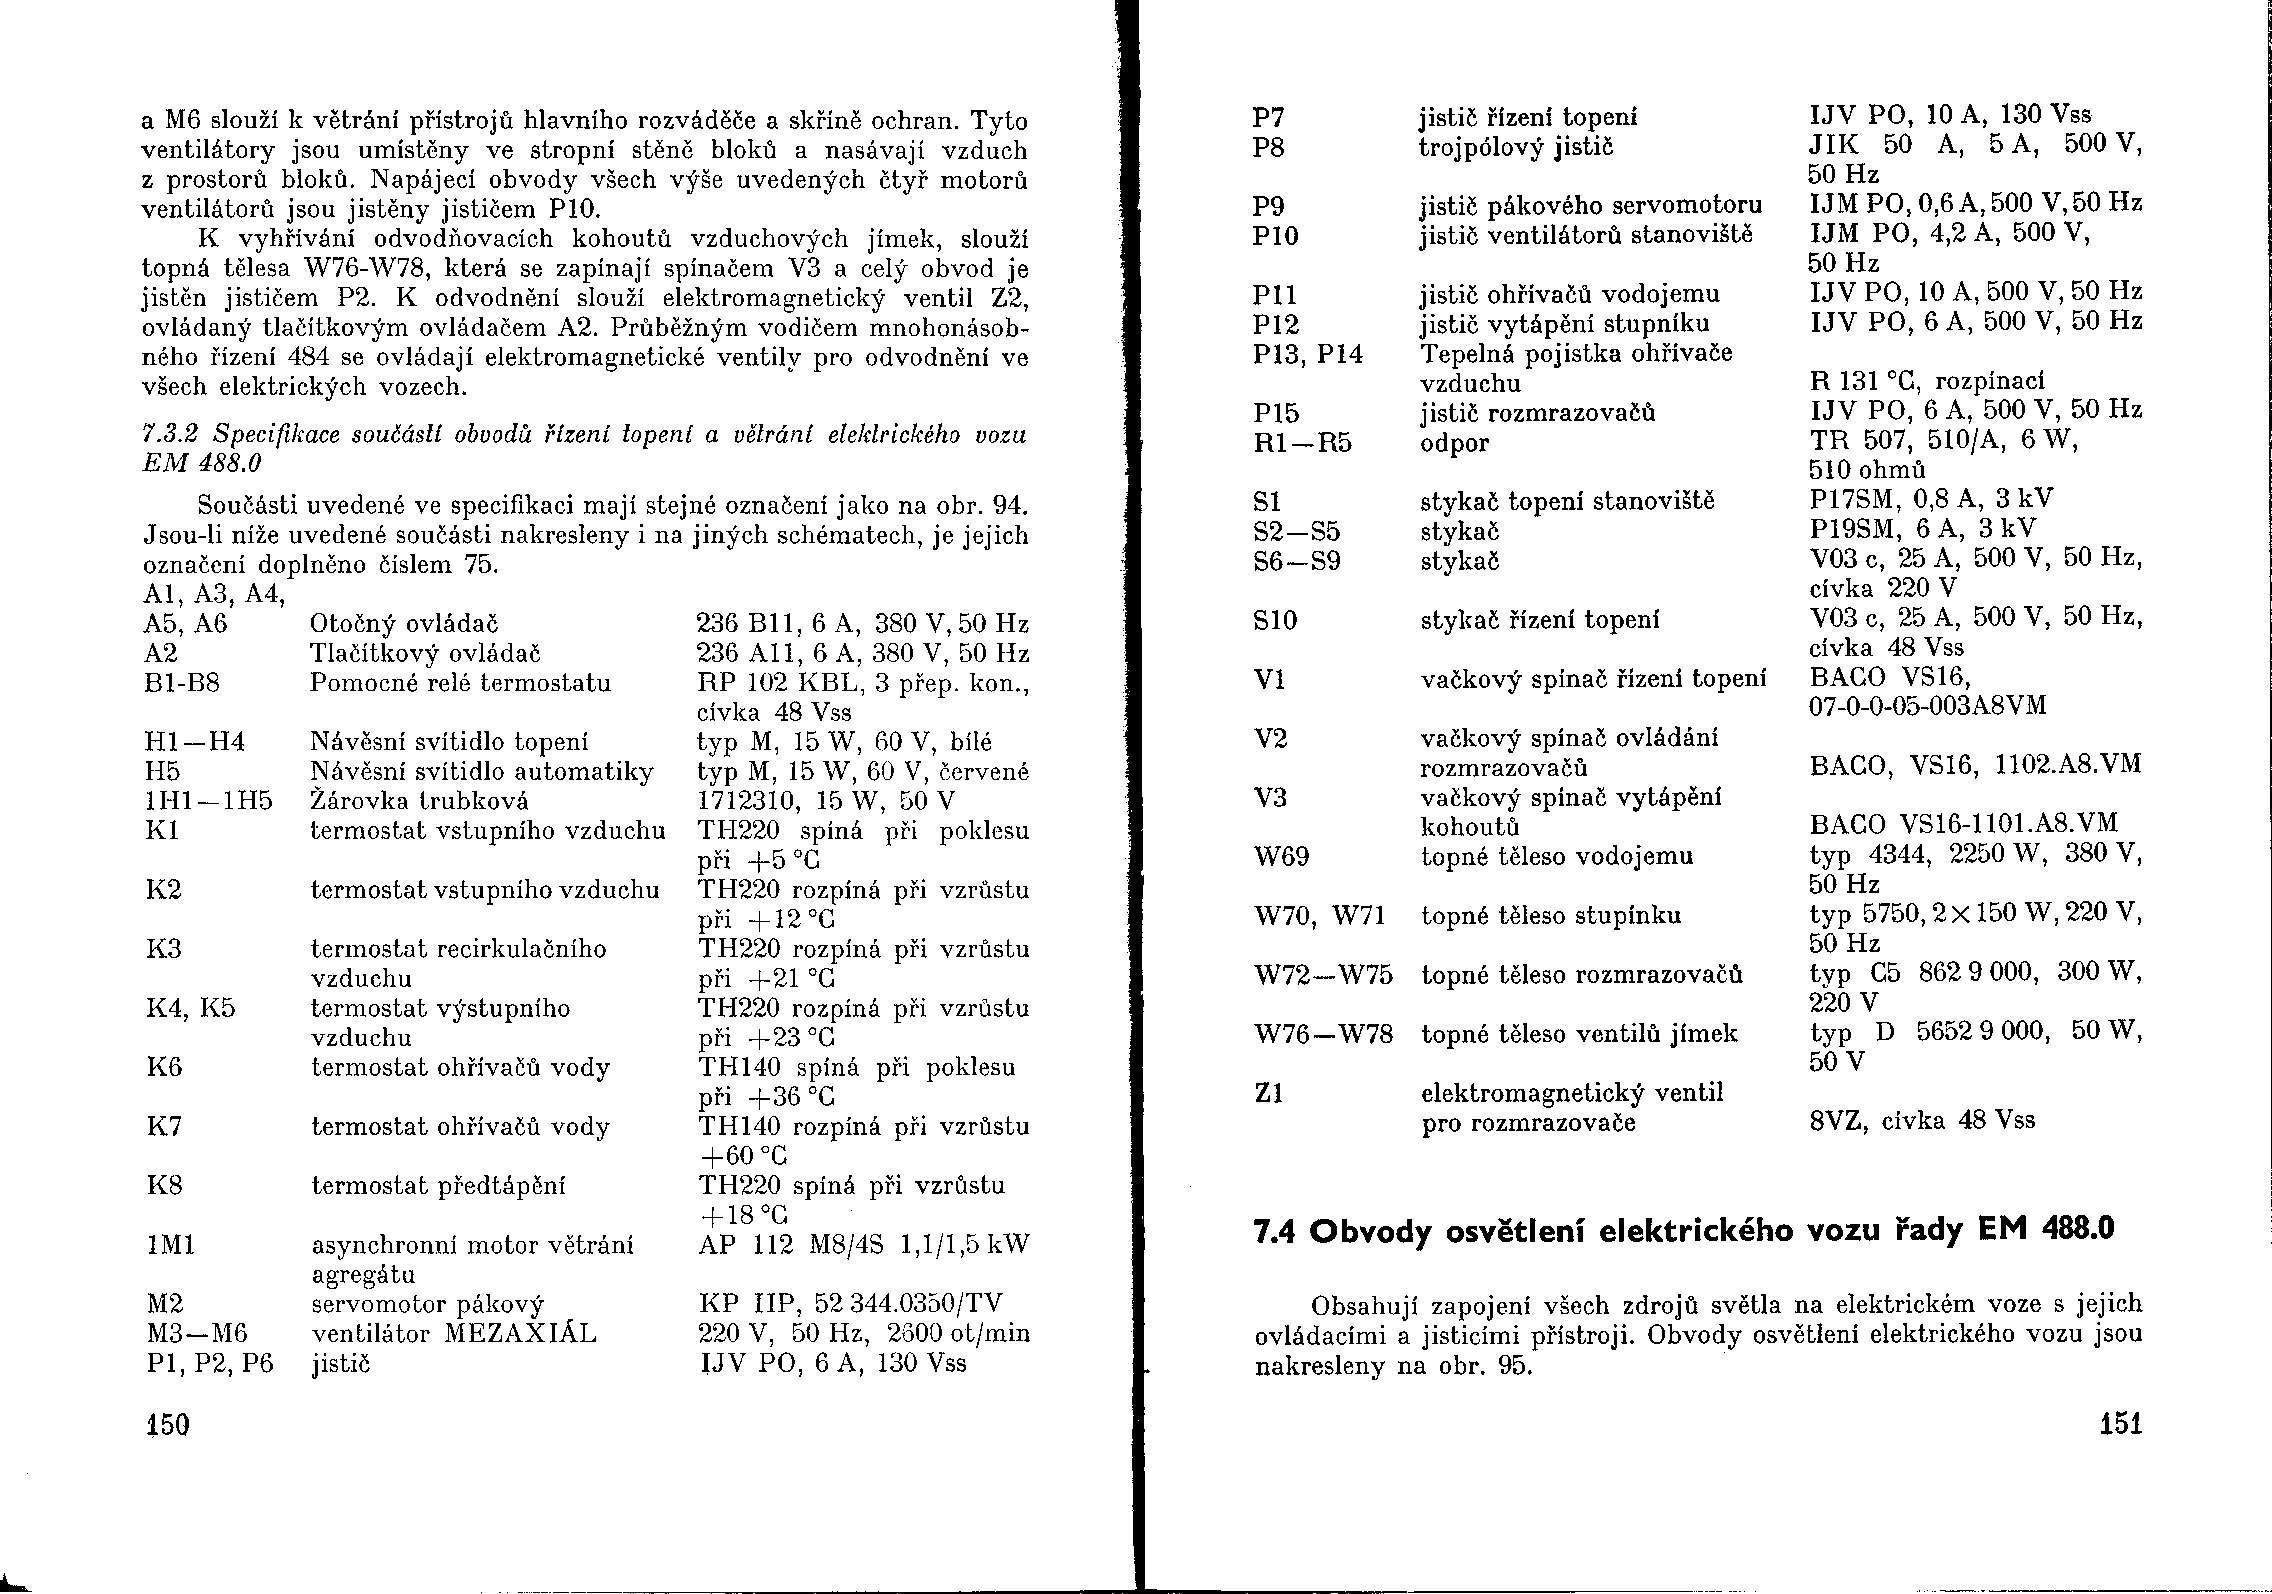 a M6 slouží k větrání přístrojů hlavního rozváděče a skříně ochran. Tyto
ventilátory jsou umístěny ve stropní stěně bloků a nasávají vzduch
z prostorů bloků. Napájecí obvody všech výše uvedených čtyř motorů
ventilátorů jsou jistěny jističem P10.
K vyhřívání odvodňovacích kohoutů vzduchových jímek, slouží
topná tělesa W76-W78, která se zapínají spínačem V3 a celý obvod je
jistěn jističem P2. K odvodnění slouží elektromagnetický ventil Z2,
ovládaný tlačítkovým ovládačem A2. Průběžným vodičem mnohonásob-
ného řízení 484 se ovládají elektromagnetické ventily pro odvodnění ve
všech elektrických vozech.
7.3.2 Specifikace součástí obvodů řízení topení a větrání elektrického vozu
EM 488.0
Součásti uvedené ve specifikaci mají stejné označení jako na obr. 94.
Jsou-li níže uvedené součásti nakresleny i na jiných schématech, je jejich
označení doplněno číslem 75.
A1, A3, A4,
A5, A6 Otočný ovládač 236 B11, 6 A, 380 V, 50 Hz
A2 Tlačítkový ovládač 236 A11, 6 A, 380 V, 50 Hz
B1-B8 Pomocné relé termostatu RP 102 KBL, 3 přep. kon.,
cívka 48 Vss
H1—H4 Návěsní svítidlo topení typ M, 15 W, 60 V, bílé
H5 Návěsní svítidlo automatiky typ M, 15 W, 60 V, červené
1H1—1H5 Žárovka trubková 1712310, 15 W, 50 V
K1 termostat vstupního vzduchu TH220 spíná při poklesu
při +5 °C
K2 termostat vstupního vzduchu TH220 rozpíná při vzrůstu
při +12 °C
K3 termostat recirkulačního TH220 rozpíná při vzrůstu
vzduchu při +21 °C
K4, K5 termostat výstupního TH220 rozpíná při vzrůstu
vzduchu při +23 °C
K6 termostat ohřívačů vody TH140 spíná při poklesu
při +36 °C
K7 termostat ohřívačů vody TH140 rozpíná při vzrůstu
+60 °C
K8 termostat předtápění TH220 spíná při vzrůstu
+18 °C
1M1 asynchronní motor větrání AP 112 M8/4S 1,1/1,5 kW
agregátu
M2 servomotor pákový KP IIP, 52 344.0350/TV
M3—M6 ventilátor MEZAXIÁL 220 V, 50 Hz, 2600 ot/min
P1, P2, P6 jistič IJV PO, 6 A, 130 Vss
150
P7 jistič řízení topení IJV PO, 10 A, 130 Vss
P8 trojpólový jistič JIK 50 A, 5 A, 500 V,
50 Hz
P9 jistič pákového servomotoru IJM PO, 0,6 A, 500 V, 50 Hz
P10 jistič ventilátorů stanoviště IJM PO, 4,2 A, 500 V,
50 Hz
P11 jistič ohřívačů vodojemu IJV PO, 10 A, 500 V, 50 Hz
P12 jistič vytápění stupníku IJV PO, 6 A, 500 V, 50 Hz
P13, P14 Tepelná pojistka ohřívače
vzduchu R 131 °C, rozpínací
P15 jistič rozmrazovačů IJV PO, 6 A, 500 V, 50 Hz
R1—R5 odpor TR 507, 510/A, 6 W,
510 ohmů
S1 stykač topení stanoviště P17SM, 0,8 A, 3 kV
S2—S5 stykač P19SM, 6 A, 3 kV
S6—S9 stykač V03 c, 25 A, 500 V, 50 Hz,
cívka 220 V
S10 stykač řízení topení V03 c, 25 A, 500 V, 50 Hz,
cívka 48 Vss
V1 vačkový spínač řízení topení BACO VS16,
07-0-0-05-003A8VM
V2 vačkový spínač ovládání
rozmrazovačů BACO, VS16, 1102.A8.VM
V3 vačkový spínač vytápění
kohoutů BACO VS16-1101.A8.VM
W69 topné těleso vodojemu typ 4344, 2250 W, 380 V,
50 Hz
W70, W71 topné těleso stupínku typ 5750, 2×150 W, 220 V,
50 Hz
W72—W75 topné těleso rozmrazovačů typ C5 862 9 000, 300 W,
220 V
W76—W78 topné těleso ventilů jímek typ D 5652 9 000, 50 W,
50 V
Z1 elektromagnetický ventil
pro rozmrazovače 8VZ, cívka 48 Vss
7.4 Obvody osvětlení elektrického vozu řady EM 488.0
Obsahují zapojení všech zdrojů světla na elektrickém voze s jejich
ovládacími a jisticími přístroji. Obvody osvětlení elektrického vozu jsou
nakresleny na obr. 95.
151